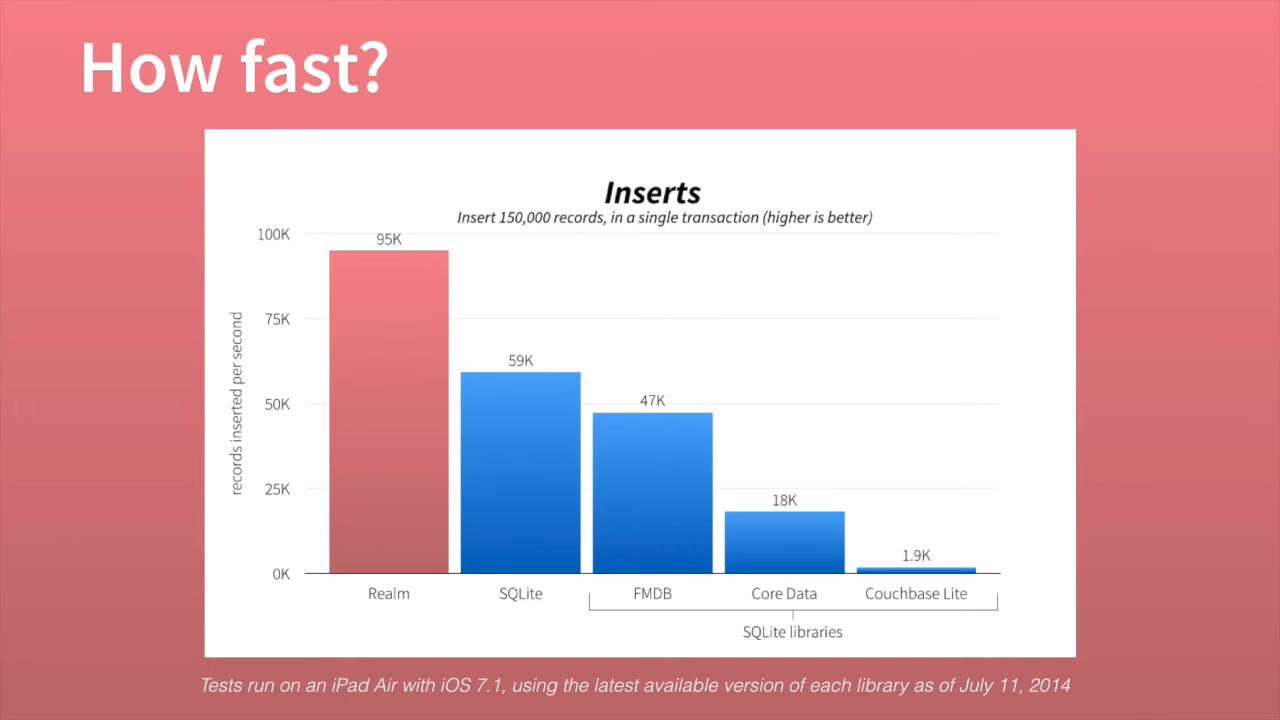 How fast?
Inserts
Insert 150,000 records, in a single transaction (higher is better)
records inserted per second
100K
75K
50K
25K
0K
95K
59K
47K
18K
1.9K
Realm
SQLite
FMDB
Core Data
Couchbase Lite
SQLite libraries
Tests run on an iPad Air with iOS 7.1, using the latest available version of each library as of July 11, 2014